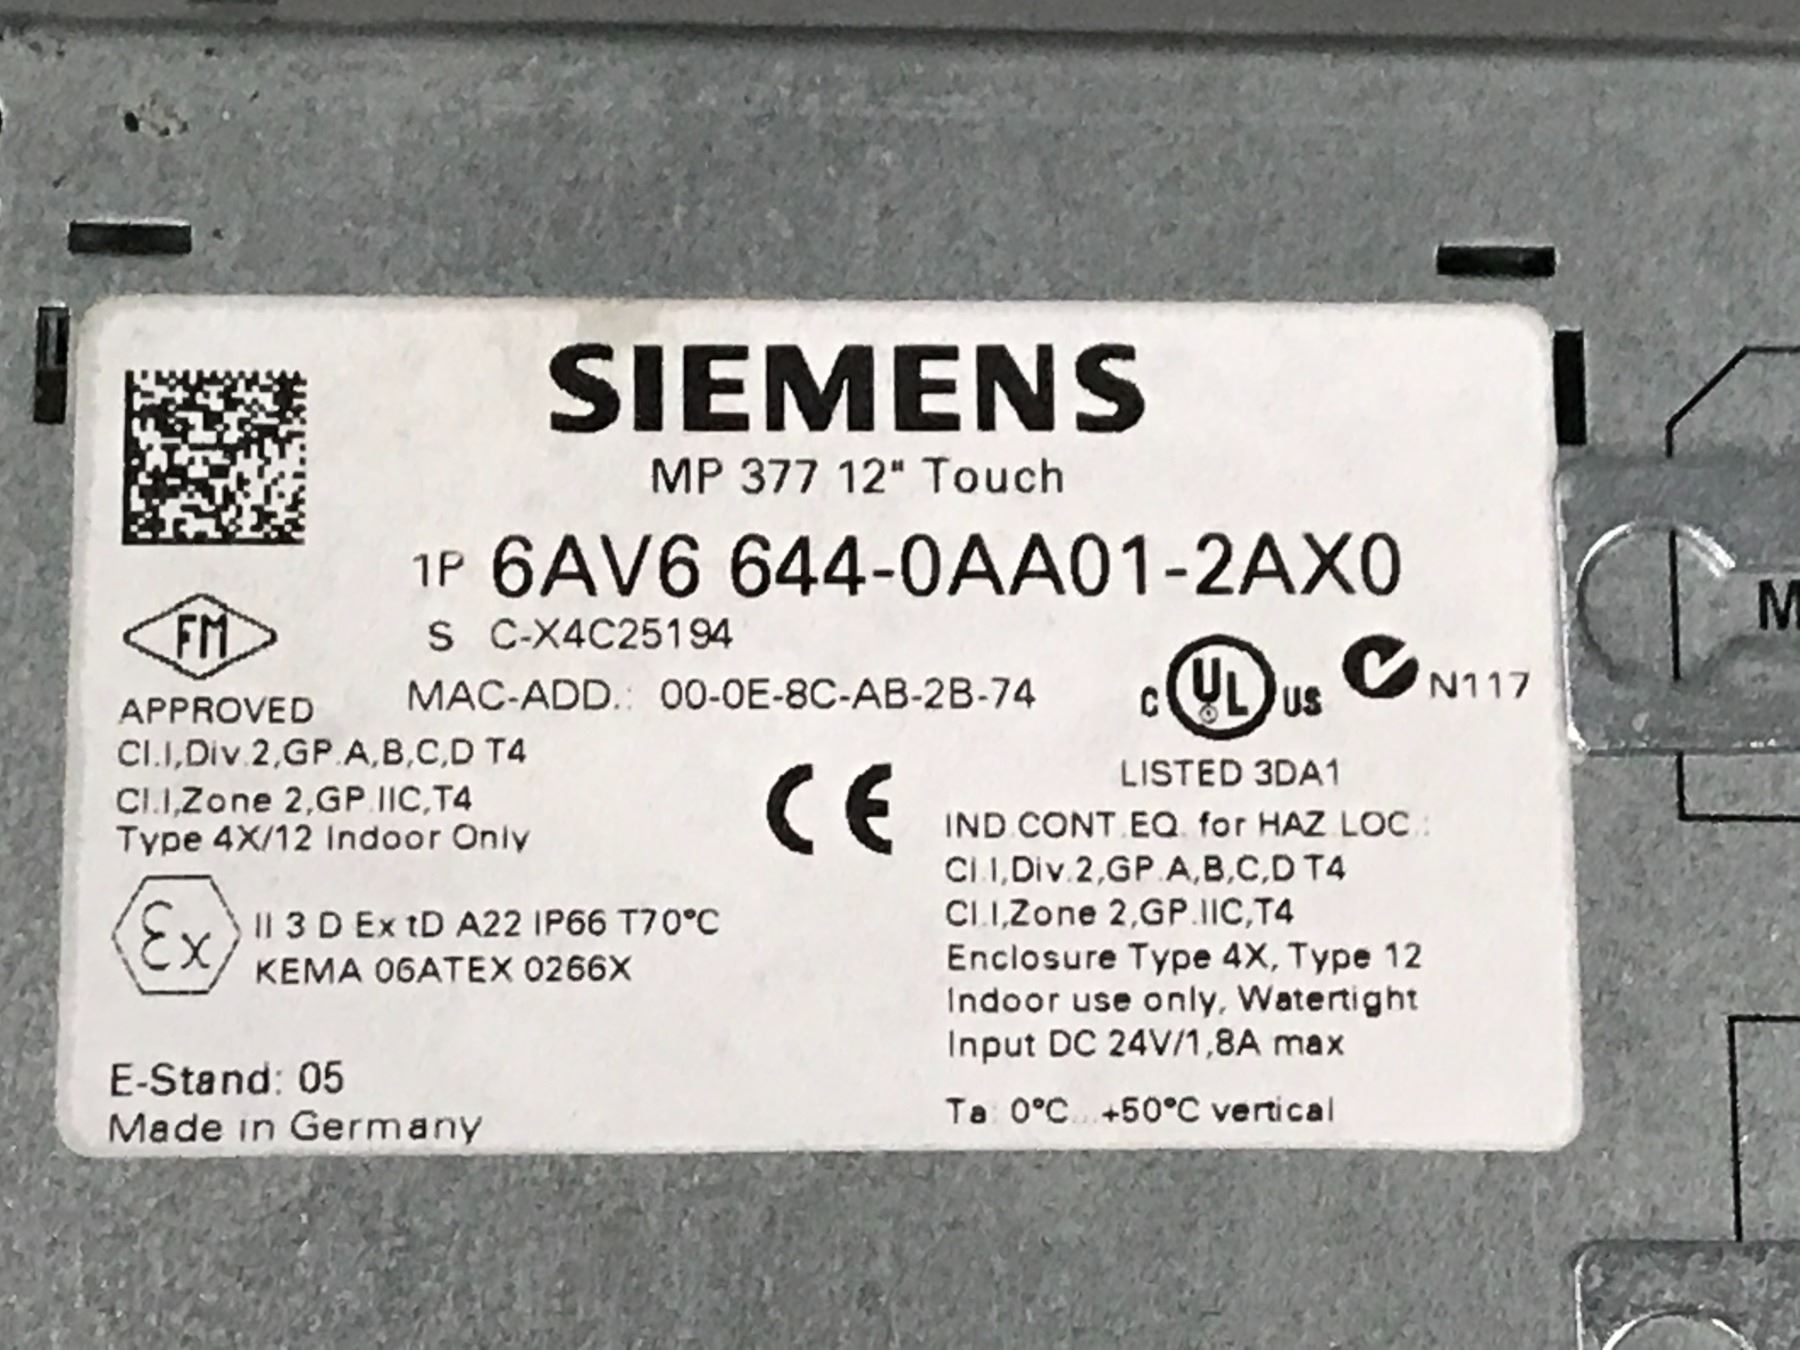 SIEMENS
MP 377 12" Touch
1P 6AV6 644-0AA01-2AX0
S C-X4C25194
MAC-ADD.: 00-0E-8C-AB-2B-74
FM
APPROVED
Cl.I,Div.2,GP.A,B,C,D T4
Cl.I,Zone 2,GP.IIC,T4
Type 4X/12 Indoor Only
C UL US
N117
LISTED 3DA1
CE
IND.CONT.EQ. for HAZ.LOC.:
Cl.I,Div.2,GP.A,B,C,D T4
Cl.I,Zone 2,GP.IIC,T4
Enclosure Type 4X, Type 12
Indoor use only, Watertight
Input DC 24V/1,8A max
Ta: 0°C...+50°C vertical
Ex
II 3 D Ex tD A22 IP66 T70°C
KEMA 06ATEX 0266X
E-Stand: 05
Made in Germany
M